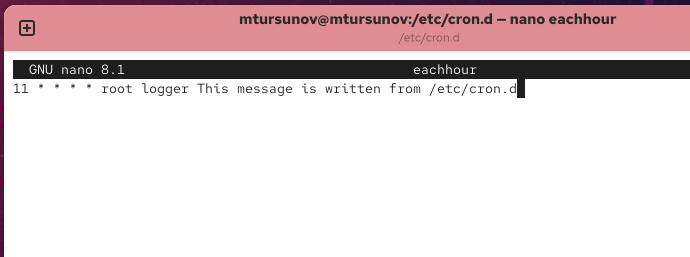 mtursunov@mtursunov:/etc/cron.d — nano eachhour
/etc/cron.d
GNU nano 8.1 eachhour
11 * * * * root logger This message is written from /etc/cron.d